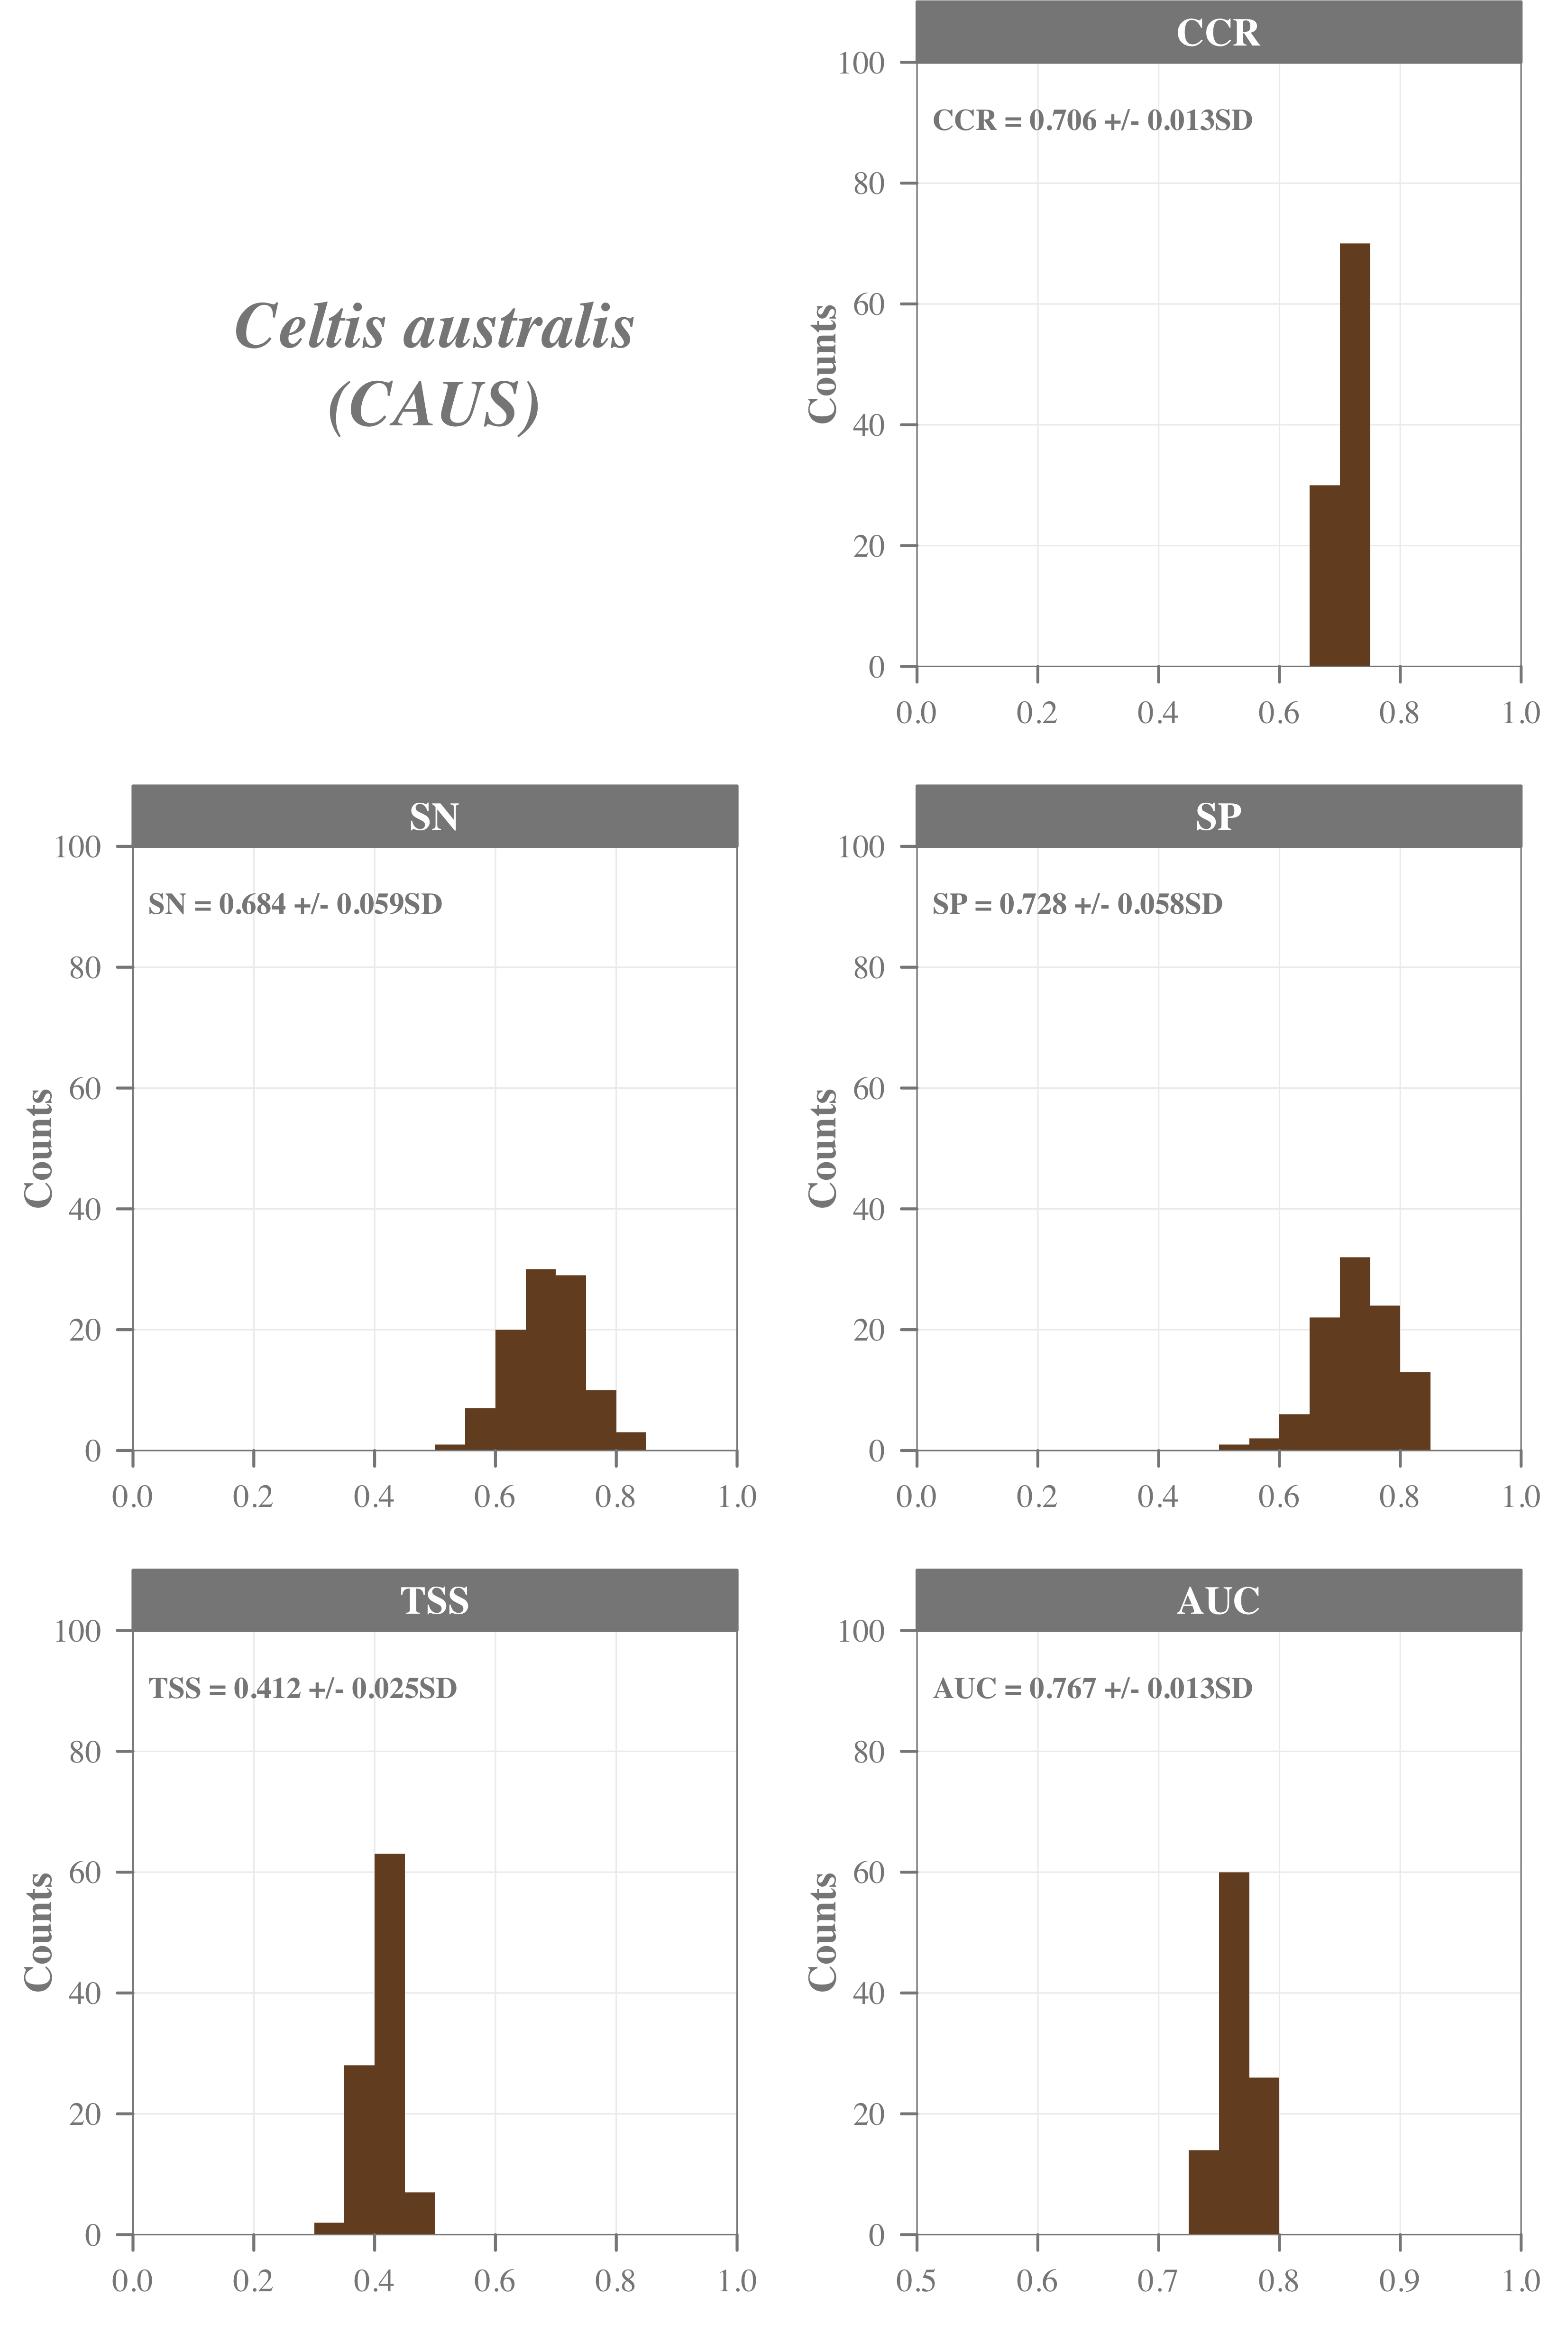 Celtis australis
(CAUS)
CCR
CCR = 0.706 +/- 0.013SD
Counts
100
80
60
40
20
0
0.0 0.2 0.4 0.6 0.8 1.0
SN
SN = 0.684 +/- 0.059SD
Counts
100
80
60
40
20
0
0.0 0.2 0.4 0.6 0.8 1.0
SP
SP = 0.728 +/- 0.058SD
Counts
100
80
60
40
20
0
0.0 0.2 0.4 0.6 0.8 1.0
TSS
TSS = 0.412 +/- 0.025SD
Counts
100
80
60
40
20
0
0.0 0.2 0.4 0.6 0.8 1.0
AUC
AUC = 0.767 +/- 0.013SD
Counts
100
80
60
40
20
0
0.5 0.6 0.7 0.8 0.9 1.0